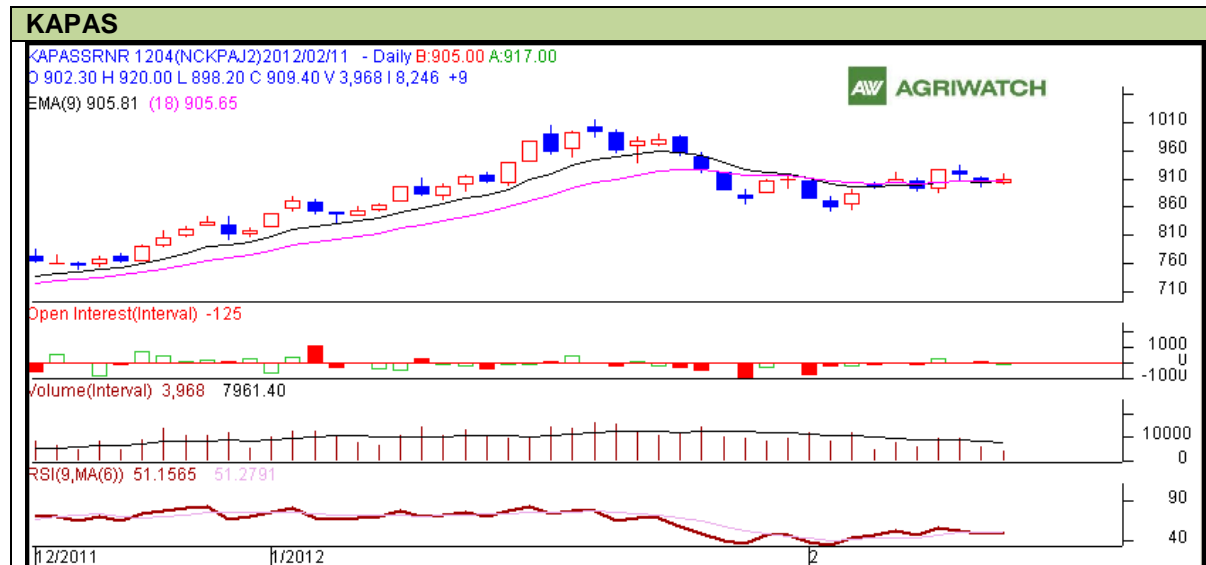 KAPAS
KAPASSRNR 1204(NCKPAJ2)2012/02/11 - Daily B:905.00 A:917.00
O 902.30 H 920.00 L 898.20 C 909.40 V 3,968 I 8,246 +9
EMA(9) 905.81 (18) 905.65
AW AGRIWATCH
1010
960
910
860
810
760
710
Open Interest(Interval) -125
1000
0
-1000
Volume(Interval) 3,968 7961.40
10000
0
RSI(9,MA(6)) 51.1565 51.2791
90
40
12/2011 1/2012 2